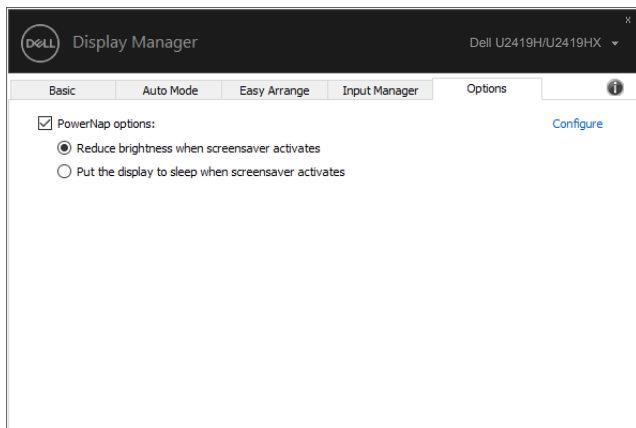 x
DELL Display Manager Dell U2419H/U2419HX
Basic Auto Mode Easy Arrange Input Manager Options i
PowerNap options: Configure
Reduce brightness when screensaver activates
Put the display to sleep when screensaver activates